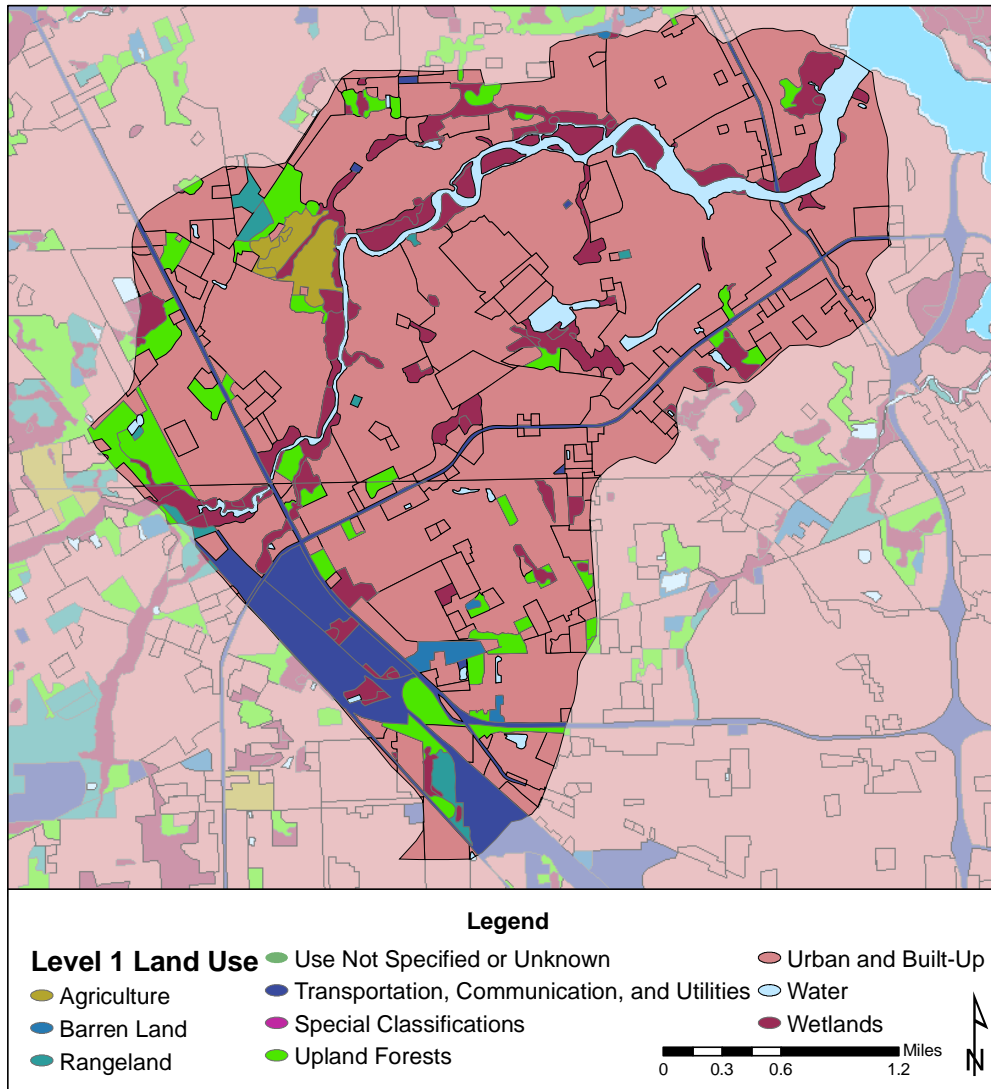 Legend
Level 1 Land Use
Agriculture
Barren Land
Rangeland
Use Not Specified or Unknown
Transportation, Communication, and Utilities
Special Classifications
Upland Forests
Urban and Built-Up
Water
Wetlands
Miles
0 0.3 0.6 1.2
N